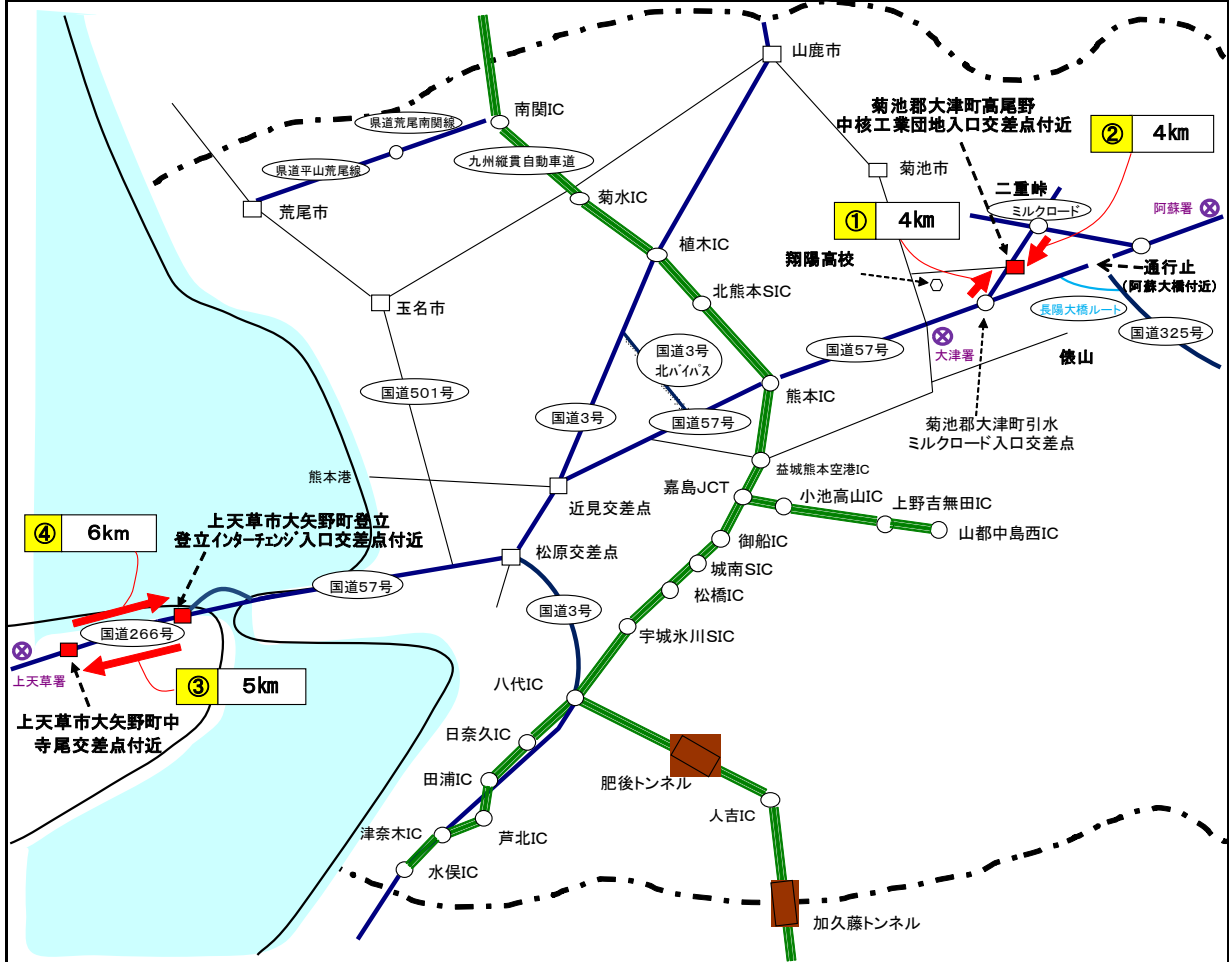 山鹿市
南関IC
県道荒尾南関線
九州縦貫自動車道
県道平山荒尾線
荒尾市
菊水IC
菊池郡大津町高尾野
中核工業団地入口交差点付近
② 4km
菊池市
二重峠
ミルクロード
阿蘇署
① 4km
翔陽高校
植木IC
通行止
(阿蘇大橋付近)
北熊本SIC
玉名市
長陽大橋ルート
国道325号
大津署
国道57号
俵山
国道3号
北バイパス
熊本IC
国道501号
国道3号
国道57号
菊池郡大津町引水
ミルクロード入口交差点
益城熊本空港IC
熊本港
嘉島JCT
小池高山IC
上野吉無田IC
山都中島西IC
近見交差点
④ 6km
上天草市大矢野町登立
登立インターチェンジ入口交差点付近
御船IC
松原交差点
城南SIC
国道57号
松橋IC
国道3号
国道266号
宇城氷川SIC
上天草署
③ 5km
八代IC
上天草市大矢野町中
寺尾交差点付近
日奈久IC
田浦IC
肥後トンネル
人吉IC
津奈木IC
芦北IC
水俣IC
加久藤トンネル